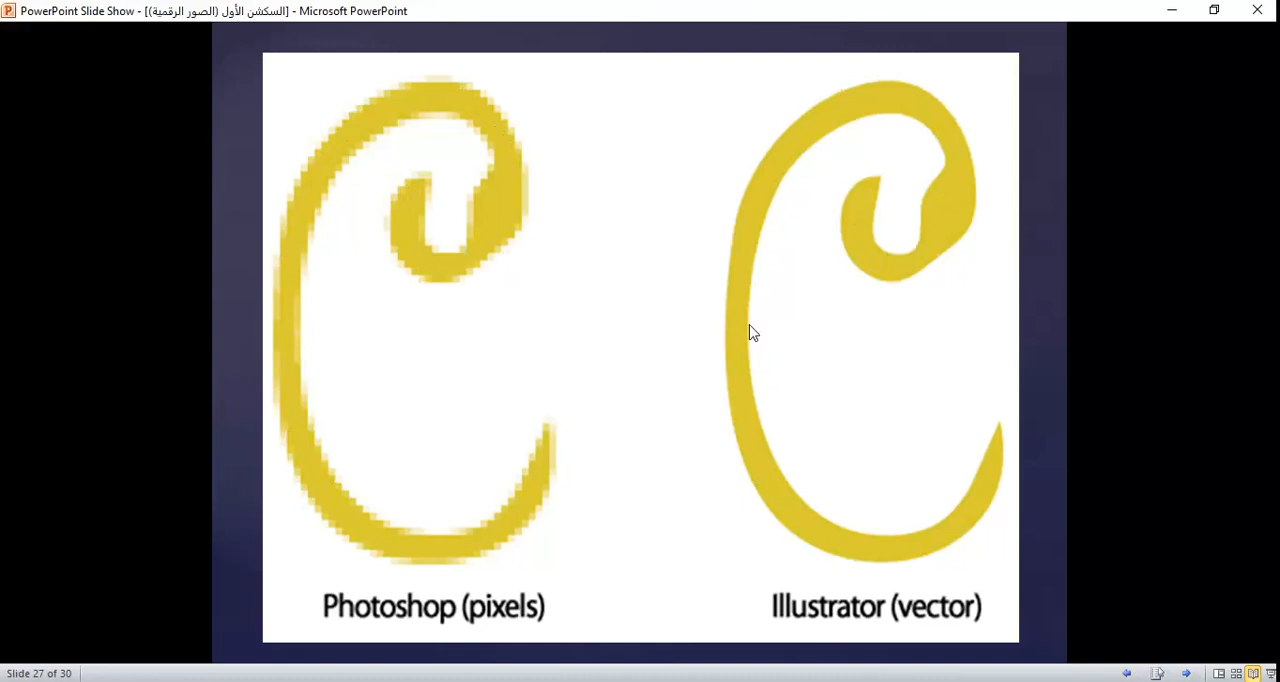 PowerPoint Slide Show - [السكشن الأول (الصور الرقمية)] - Microsoft PowerPoint
Photoshop (pixels)
Illustrator (vector)
Slide 27 of 30